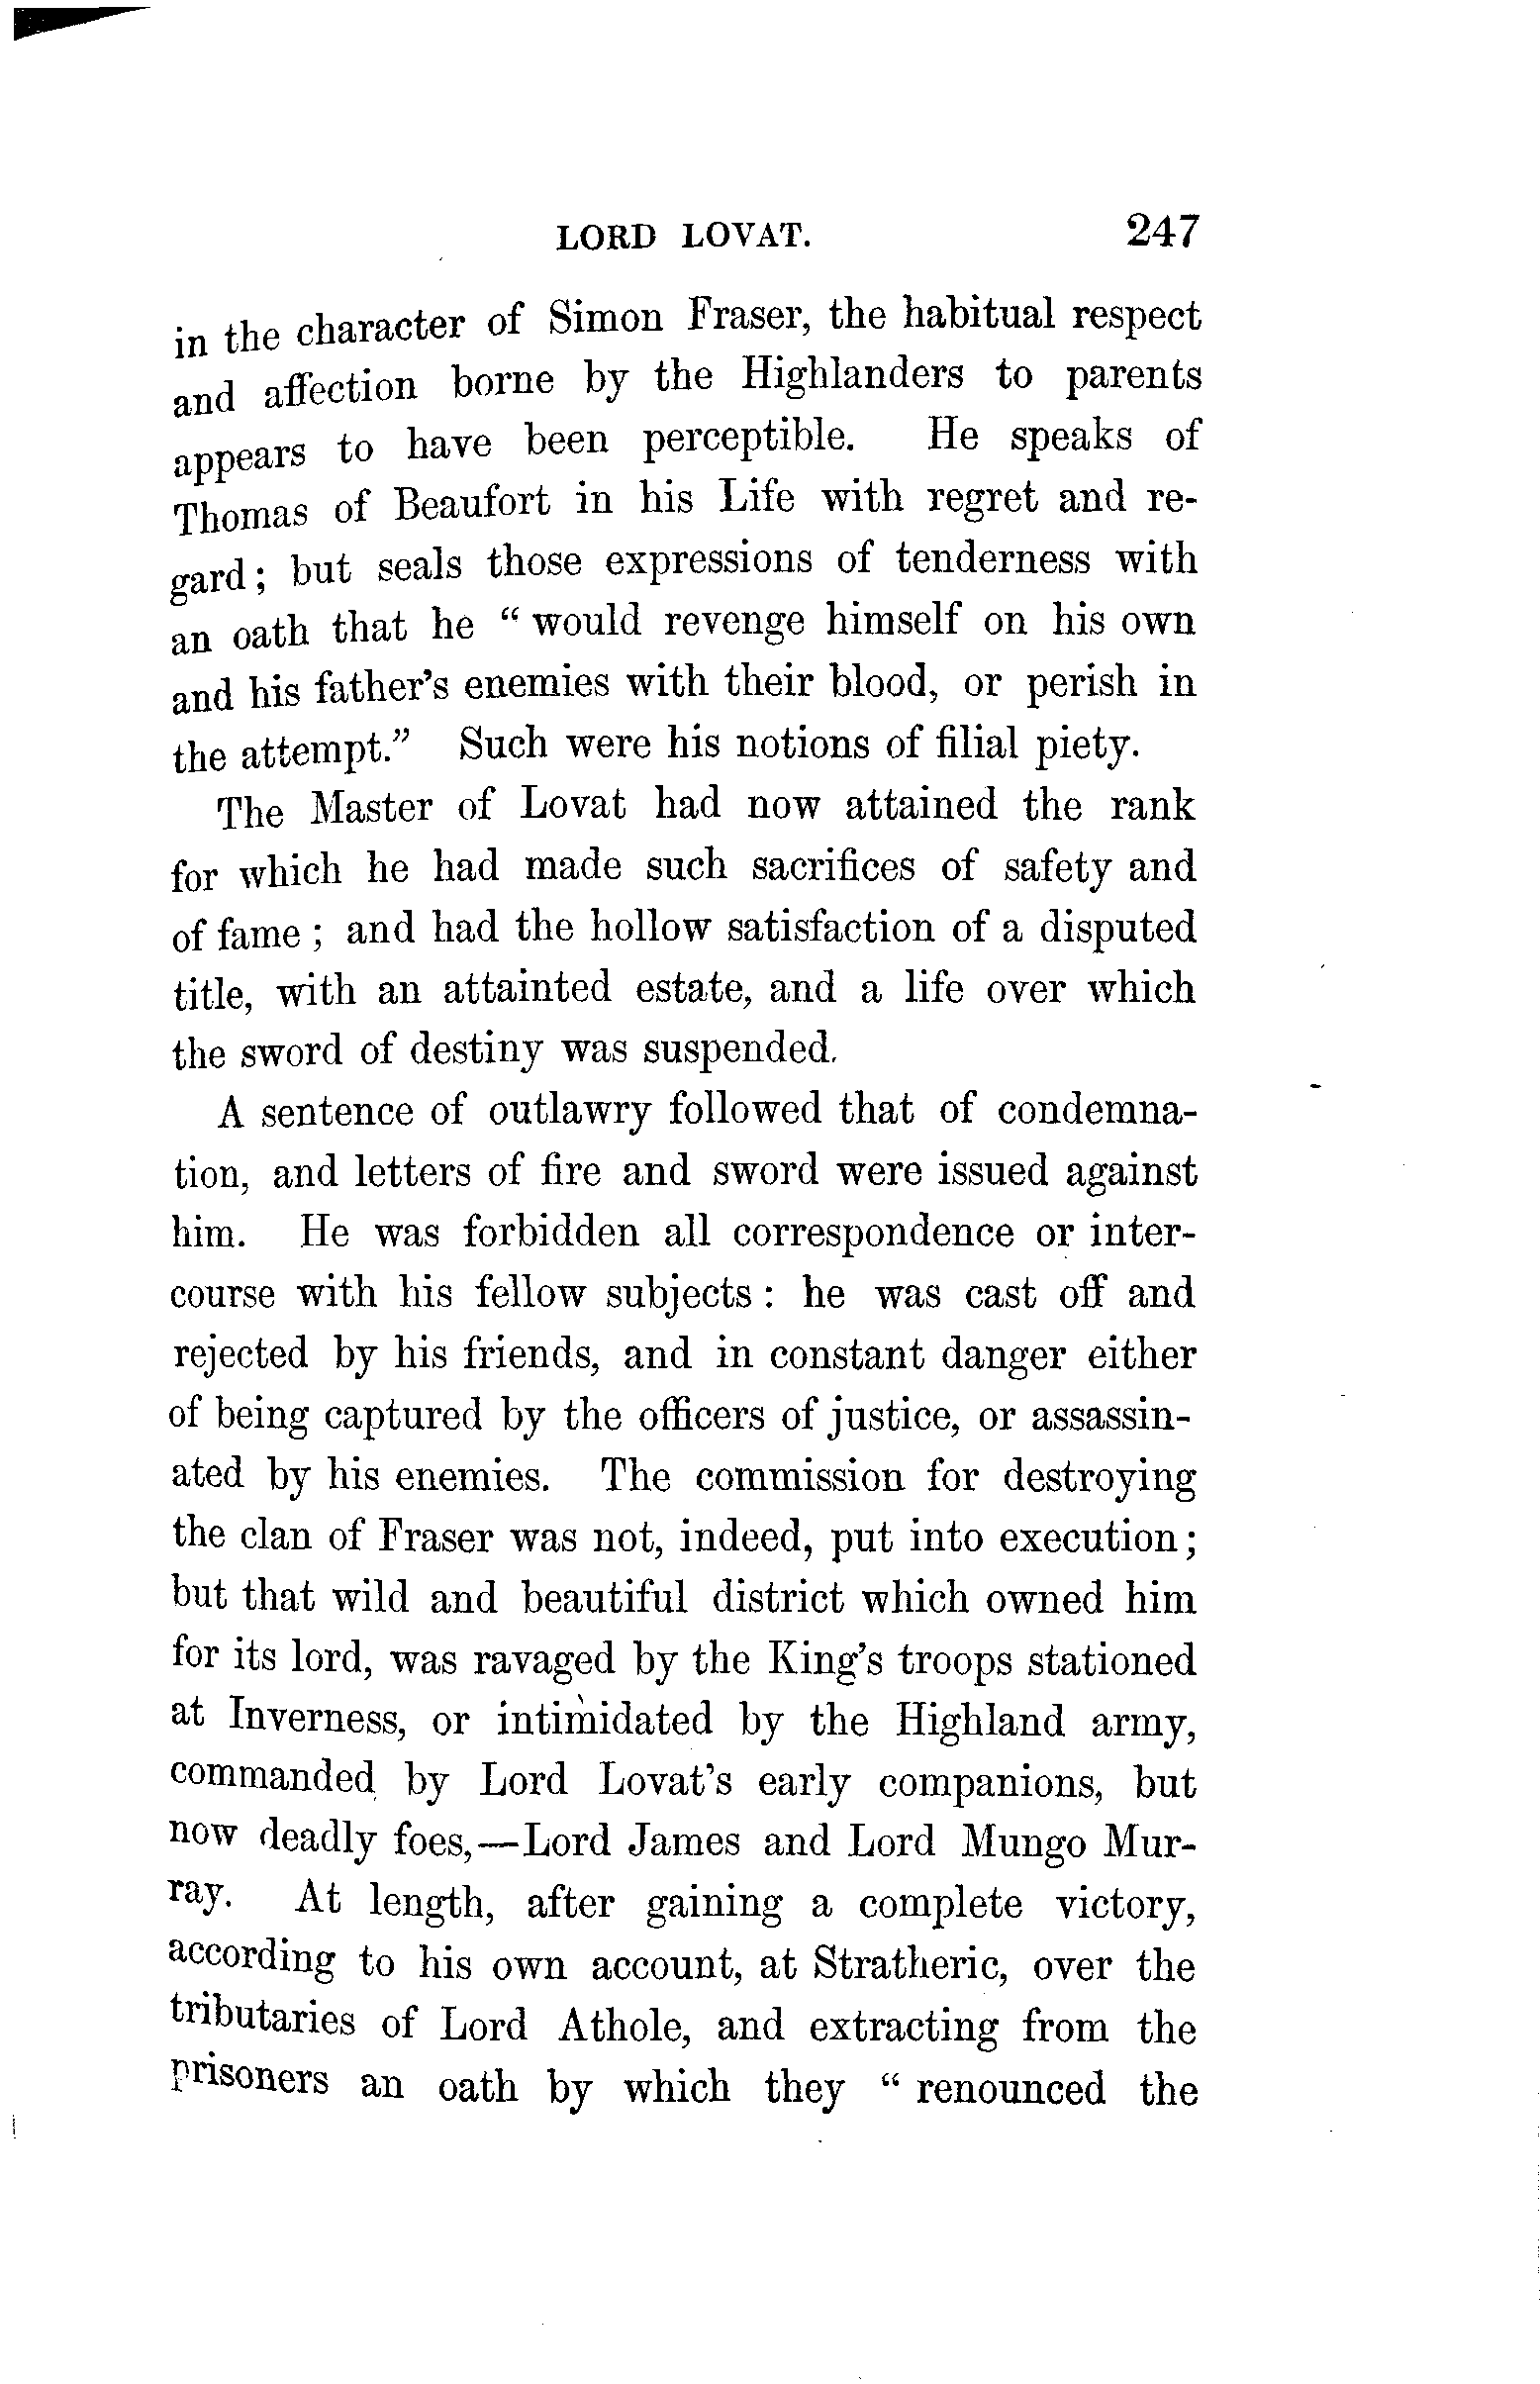 LORD LOVAT. 247
in the character of Simon Fraser, the habitual respect
and affection borne by the Highlanders to parents
appears to have been perceptible. He speaks of
Thomas of Beaufort in his Life with regret and re-
gard; but seals those expressions of tenderness with
an oath that he " would revenge himself on his own
and his father's enemies with their blood, or perish in
the attempt." Such were his notions of filial piety.
The Master of Lovat had now attained the rank
for which he had made such sacrifices of safety and
of fame; and had the hollow satisfaction of a disputed
title, with an attainted estate, and a life over which
the sword of destiny was suspended.
A sentence of outlawry followed that of condemna-
tion, and letters of fire and sword were issued against
him. He was forbidden all correspondence or inter-
course with his fellow subjects: he was cast off and
rejected by his friends, and in constant danger either
of being captured by the officers of justice, or assassin-
ated by his enemies. The commission for destroying
the clan of Fraser was not, indeed, put into execution;
but that wild and beautiful district which owned him
for its lord, was ravaged by the King's troops stationed
at Inverness, or intimidated by the Highland army,
commanded by Lord Lovat's early companions, but
now deadly foes,—Lord James and Lord Mungo Mur-
ray. At length, after gaining a complete victory,
according to his own account, at Stratheric, over the
tributaries of Lord Athole, and extracting from the
prisoners an oath by which they " renounced the